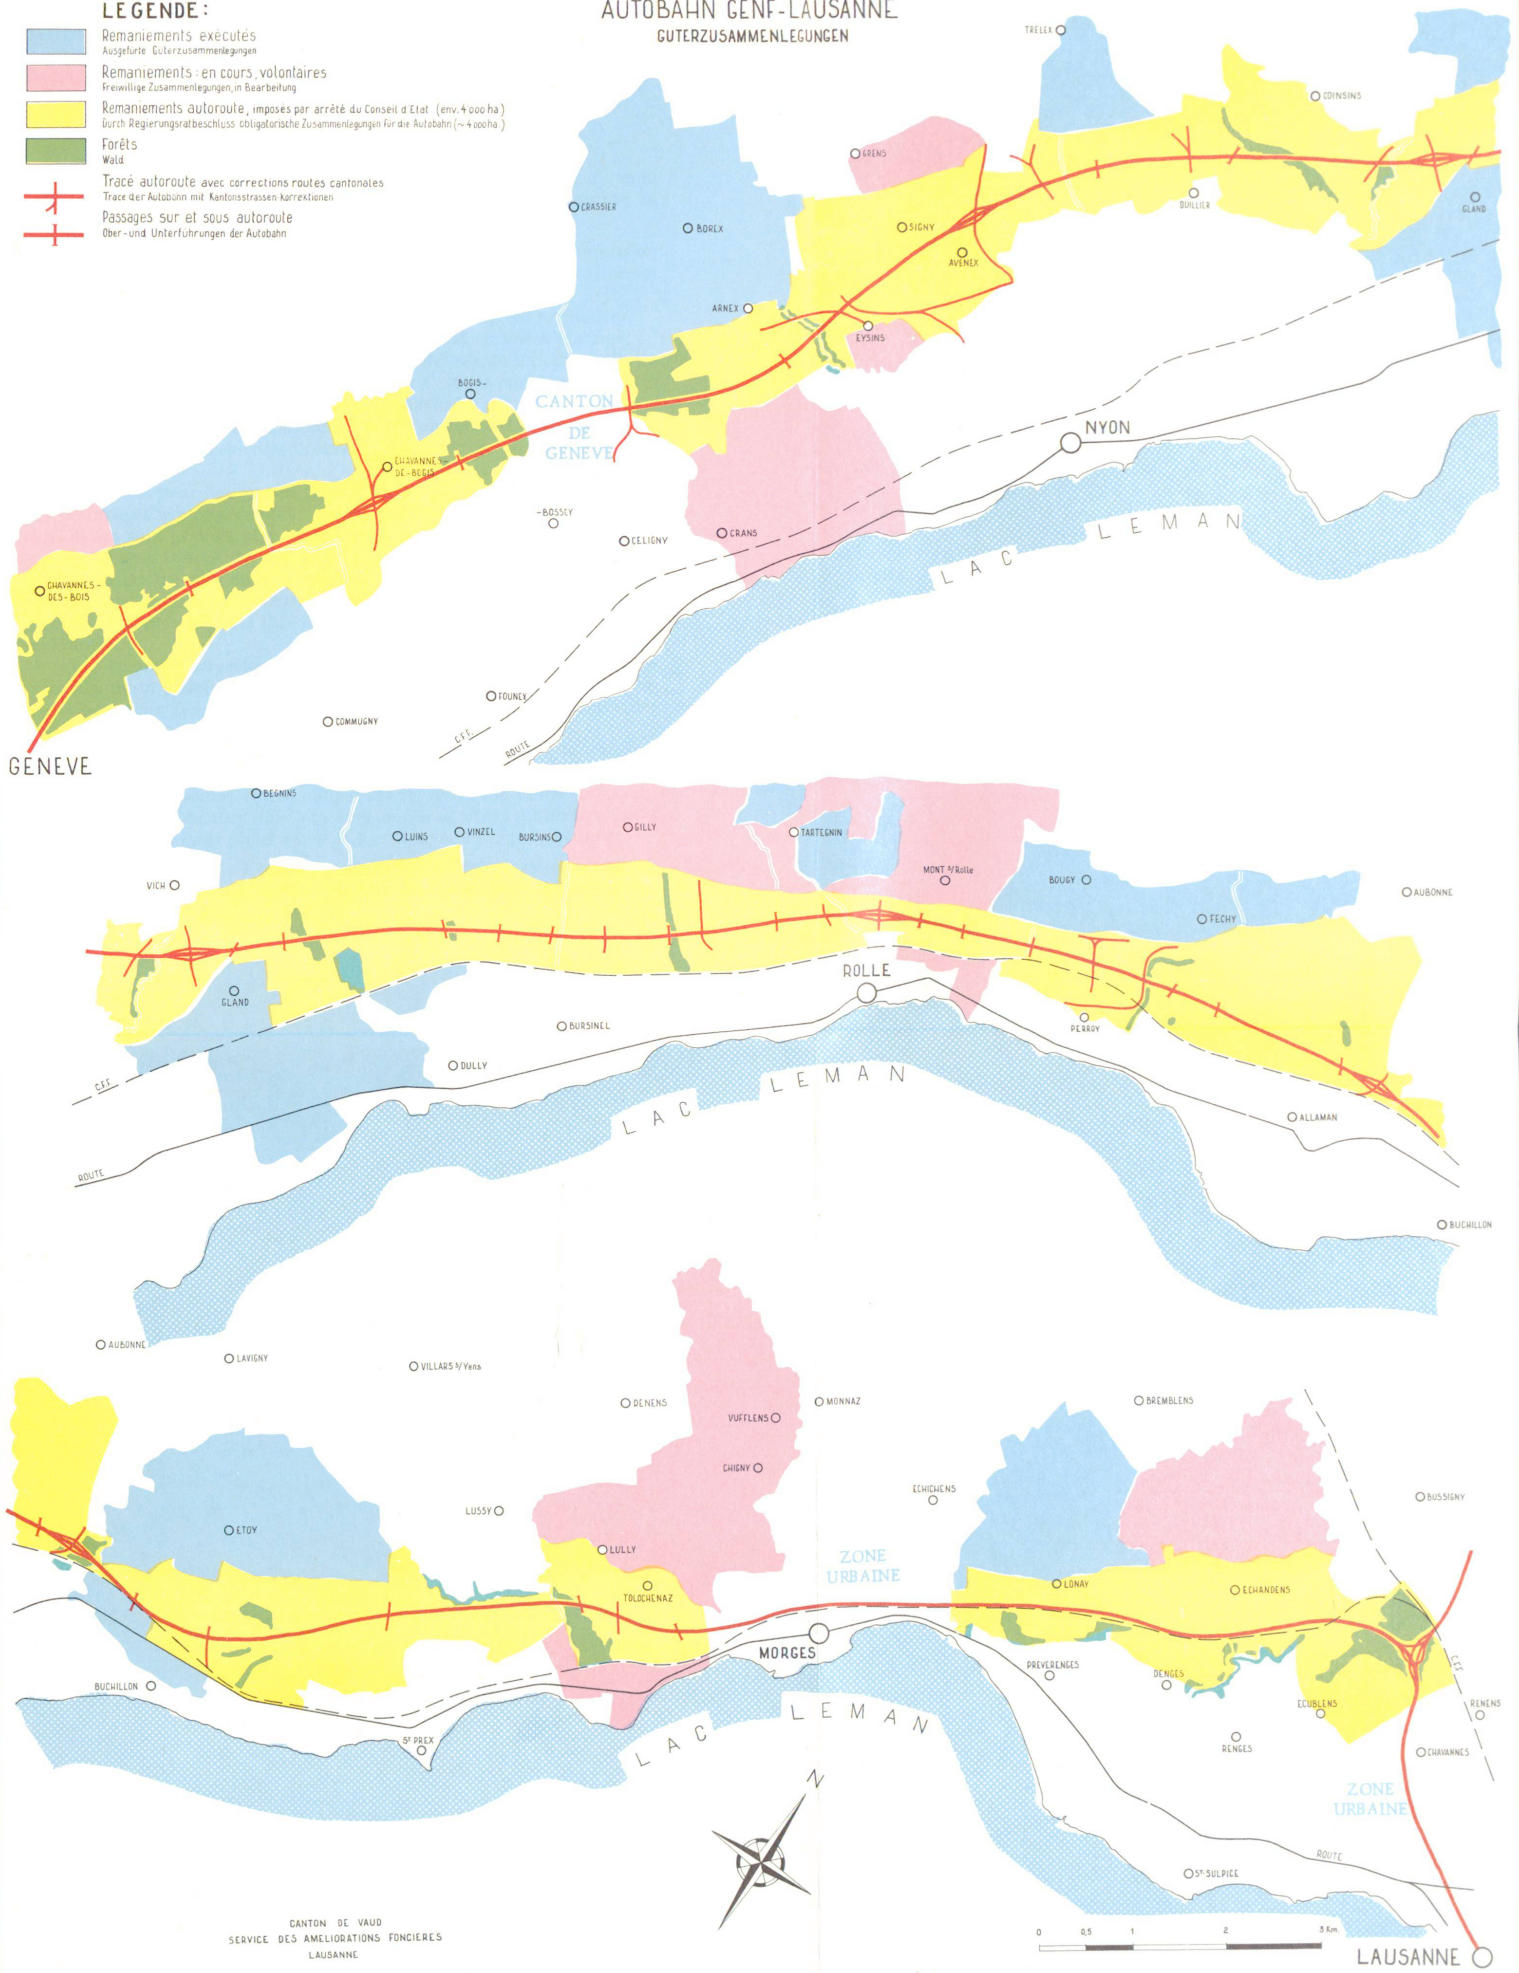 LEGENDE:
Remaniements exécutés
Ausgefürte Güterzusammenlegungen
Remaniements: en cours, volontaires
Freiwillige Zusammenlegungen, in Bearbeitung
Remaniements autoroute, imposés par arrêté du Conseil d'Etat (env. 4'000 ha)
Durch Regierungsratbeschluss obligatorische Zusammenlegungen für die Autobahn (~4000 ha.)
Forêts
Wald
Tracé autoroute avec corrections routes cantonales
Trace der Autobahn mit Kantonsstrassen-korrektionen
Passages sur et sous autoroute
Ober-und Unterführungen der Autobahn
AUTOBAHN GENF-LAUSANNE
GUTERZUSAMMENLEGUNGEN
TRELEX
COINSINS
GRENS
DUILLIER
GLAND
CRASSIER
BOREX
SIGNY
AVENEX
ARNEX
EYSINS
BOGIS-
CANTON
DE
GENEVE
NYON
CHAVANNES-
DE-BOGIS
-BOSSEY
CELIGNY
CRANS
LAC LEMAN
CHAVANNES-
DES-BOIS
FOUNEX
COMMUGNY
C.F.F.
ROUTE
GENEVE
BEGNINS
LUINS
VINZEL
BURSINS
GILLY
TARTEGNIN
MONT s/Rolle
BOUGY
AUBONNE
VICH
FECHY
GLAND
ROLLE
BURSINEL
PERROY
DULLY
C.F.F.
LAC LEMAN
ALLAMAN
ROUTE
BUCHILLON
AUBONNE
LAVIGNY
VILLARS s/Yens
DENENS
MONNAZ
VUFFLENS
BREMBLENS
CHIGNY
ECHICHENS
BUSSIGNY
LUSSY
ETOY
LULLY
ZONE
URBAINE
TOLOCHENAZ
LONAY
ECHANDENS
MORGES
PREVERENGES
DENGES
C.F.F.
BUCHILLON
ECUBLENS
RENENS
ST PREX
RENGES
CHAVANNES
LAC LEMAN
ZONE
URBAINE
N
ROUTE
ST-SULPICE
CANTON DE VAUD
SERVICE DES AMELIORATIONS FONCIERES
LAUSANNE
0 0,5 1 2 3 Km.
LAUSANNE